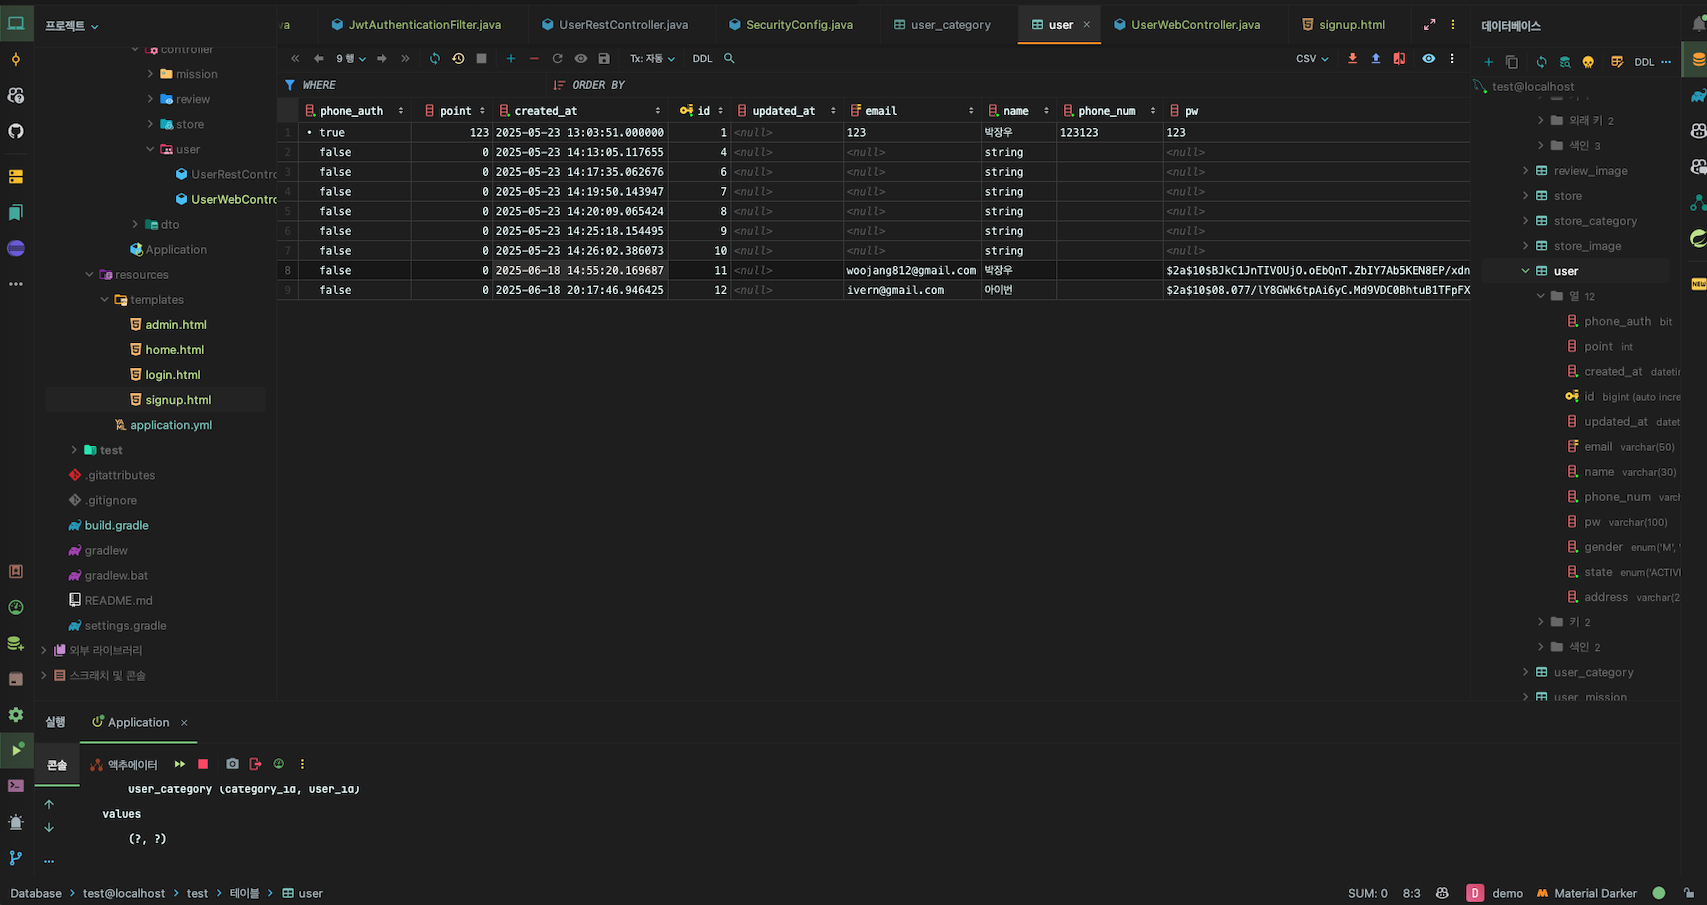 프로젝트
controller
mission
review
store
user
UserRestContro
UserWebContro
dto
Application
resources
templates
admin.html
home.html
login.html
signup.html
application.yml
test
.gitattributes
.gitignore
build.gradle
gradlew
gradlew.bat
README.md
settings.gradle
외부 라이브러리
스크래치 및 콘솔
va JwtAuthenticationFilter.java UserRestController.java SecurityConfig.java user_category user UserWebController.java signup.html
9 행 Tx: 자동 DDL CSV
WHERE ORDER BY
phone_auth point created_at id updated_at email name phone_num pw
1 • true 123 2025-05-23 13:03:51.000000 1 <null> 123 박장우 123123 123
2 false 0 2025-05-23 14:13:05.117655 4 <null> <null> string <null>
3 false 0 2025-05-23 14:17:35.062676 6 <null> <null> string <null>
4 false 0 2025-05-23 14:19:50.143947 7 <null> <null> string <null>
5 false 0 2025-05-23 14:20:09.065424 8 <null> <null> string <null>
6 false 0 2025-05-23 14:25:18.154495 9 <null> <null> string <null>
7 false 0 2025-05-23 14:26:02.386073 10 <null> <null> string <null>
8 false 0 2025-06-18 14:55:20.169687 11 <null> woojang812@gmail.com 박장우 $2a$10$BJkC1JnTIVOUjO.oEbQnT.ZbIY7Ab5KEN8EP/xdn
9 false 0 2025-06-18 20:17:46.946425 12 <null> ivern@gmail.com 아이번 $2a$10$08.077/lY8GWk6tpAi6yC.Md9VDC0BhtuB1TFpFX
데이터베이스
DDL
test@localhost
외래 키 2
색인 3
review_image
store
store_category
store_image
user
열 12
phone_auth bit
point int
created_at datetin
id bigint (auto incre
updated_at datet
email varchar(50)
name varchar(30)
phone_num varch
pw varchar(100)
gender enum('M', '
state enum('ACTIV
address varchar(2
키 2
색인 2
user_category
user_mission
NEW
실행 Application
콘솔 액추에이터
user_category (category_id, user_id)
values
(?, ?)
Database test@localhost test 테이블 user
SUM: 0 8:3 D demo Material Darker